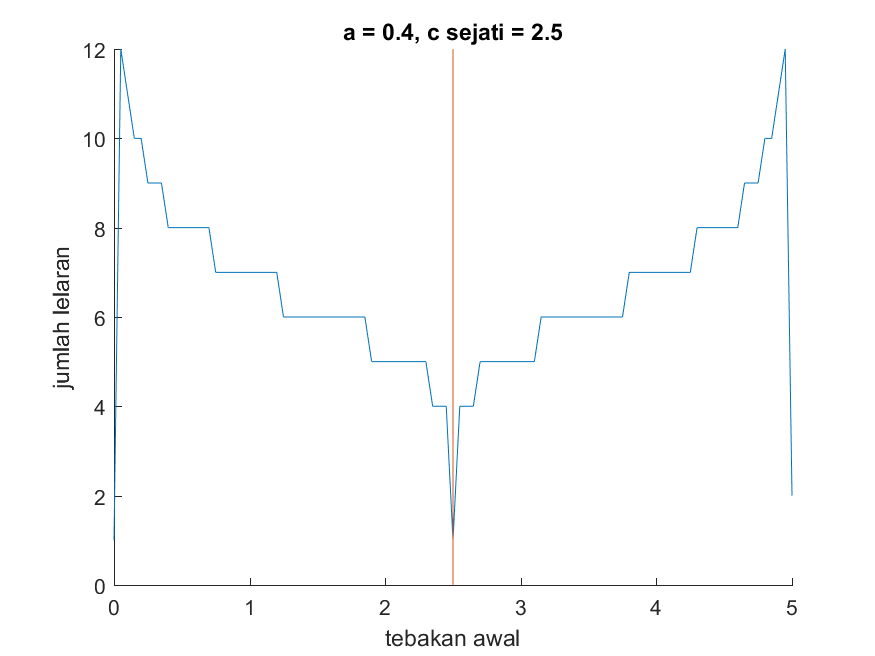 a = 0.4, c sejati = 2.5
12
10
8
6
4
2
0
jumlah lelaran
0 1 2 3 4 5
tebakan awal